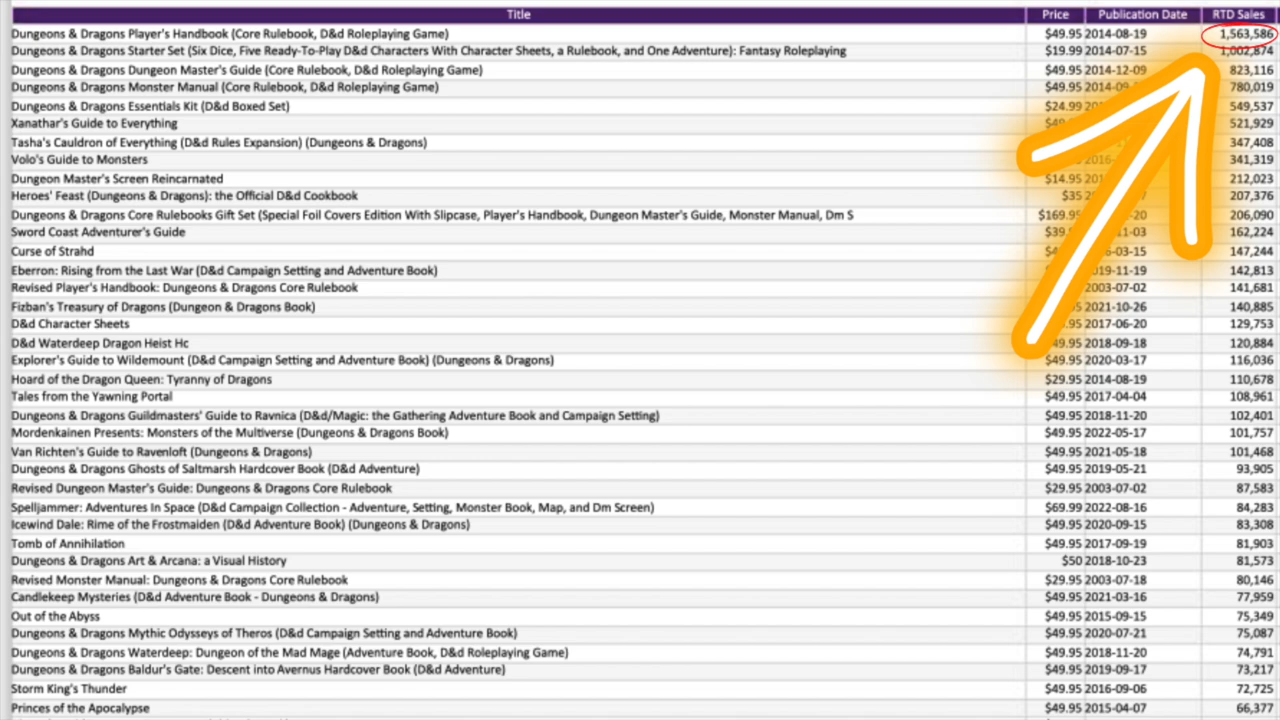 Title Price Publication Date RTD Sales
Dungeons & Dragons Player's Handbook (Core Rulebook, D&d Roleplaying Game) $49.95 2014-08-19 1,563,586
Dungeons & Dragons Starter Set (Six Dice, Five Ready-To-Play D&d Characters With Character Sheets, a Rulebook, and One Adventure): Fantasy Roleplaying $19.99 2014-07-15 1,002,874
Dungeons & Dragons Dungeon Master's Guide (Core Rulebook, D&d Roleplaying Game) $49.95 2014-12-09 823,116
Dungeons & Dragons Monster Manual (Core Rulebook, D&d Roleplaying Game) $49.95 780,019
Dungeons & Dragons Essentials Kit (D&d Boxed Set) $24.99 549,537
Xanathar's Guide to Everything 521,929
Tasha's Cauldron of Everything (D&d Rules Expansion) (Dungeons & Dragons) 347,408
Volo's Guide to Monsters 341,319
Dungeon Master's Screen Reincarnated $14.95 212,023
Heroes' Feast (Dungeons & Dragons): the Official D&d Cookbook $35 207,376
Dungeons & Dragons Core Rulebooks Gift Set (Special Foil Covers Edition With Slipcase, Player's Handbook, Dungeon Master's Guide, Monster Manual, Dm S $169.95 206,090
Sword Coast Adventurer's Guide 162,224
Curse of Strahd 147,244
Eberron: Rising from the Last War (D&d Campaign Setting and Adventure Book) 142,813
Revised Player's Handbook: Dungeons & Dragons Core Rulebook 2003-07-02 141,681
Fizban's Treasury of Dragons (Dungeon & Dragons Book) 2021-10-26 140,885
D&d Character Sheets 2017-06-20 129,753
D&d Waterdeep Dragon Heist Hc 2018-09-18 120,884
Explorer's Guide to Wildemount (D&d Campaign Setting and Adventure Book) (Dungeons & Dragons) $49.95 2020-03-17 116,036
Hoard of the Dragon Queen: Tyranny of Dragons $29.95 2014-08-19 110,678
Tales from the Yawning Portal $49.95 2017-04-04 108,961
Dungeons & Dragons Guildmasters' Guide to Ravnica (D&d/Magic: the Gathering Adventure Book and Campaign Setting) $49.95 2018-11-20 102,401
Mordenkainen Presents: Monsters of the Multiverse (Dungeons & Dragons Book) $49.95 2022-05-17 101,757
Van Richten's Guide to Ravenloft (Dungeons & Dragons) $49.95 2021-05-18 101,468
Dungeons & Dragons Ghosts of Saltmarsh Hardcover Book (D&d Adventure) $49.95 2019-05-21 93,905
Revised Dungeon Master's Guide: Dungeons & Dragons Core Rulebook $29.95 2003-07-02 87,583
Spelljammer: Adventures In Space (D&d Campaign Collection - Adventure, Setting, Monster Book, Map, and Dm Screen) $69.99 2022-08-16 84,283
Icewind Dale: Rime of the Frostmaiden (D&d Adventure Book) (Dungeons & Dragons) $49.95 2020-09-15 83,308
Tomb of Annihilation $49.95 2017-09-19 81,903
Dungeons & Dragons Art & Arcana: a Visual History $50 2018-10-23 81,573
Revised Monster Manual: Dungeons & Dragons Core Rulebook $29.95 2003-07-18 80,146
Candlekeep Mysteries (D&d Adventure Book - Dungeons & Dragons) $49.95 2021-03-16 77,959
Out of the Abyss $49.95 2015-09-15 75,349
Dungeons & Dragons Mythic Odysseys of Theros (D&d Campaign Setting and Adventure Book) $49.95 2020-07-21 75,087
Dungeons & Dragons Waterdeep: Dungeon of the Mad Mage (Adventure Book, D&d Roleplaying Game) $49.95 2018-11-20 74,791
Dungeons & Dragons Baldur's Gate: Descent into Avernus Hardcover Book (D&d Adventure) $49.95 2019-09-17 73,217
Storm King's Thunder $49.95 2016-09-06 72,725
Princes of the Apocalypse $49.95 2015-04-07 66,377